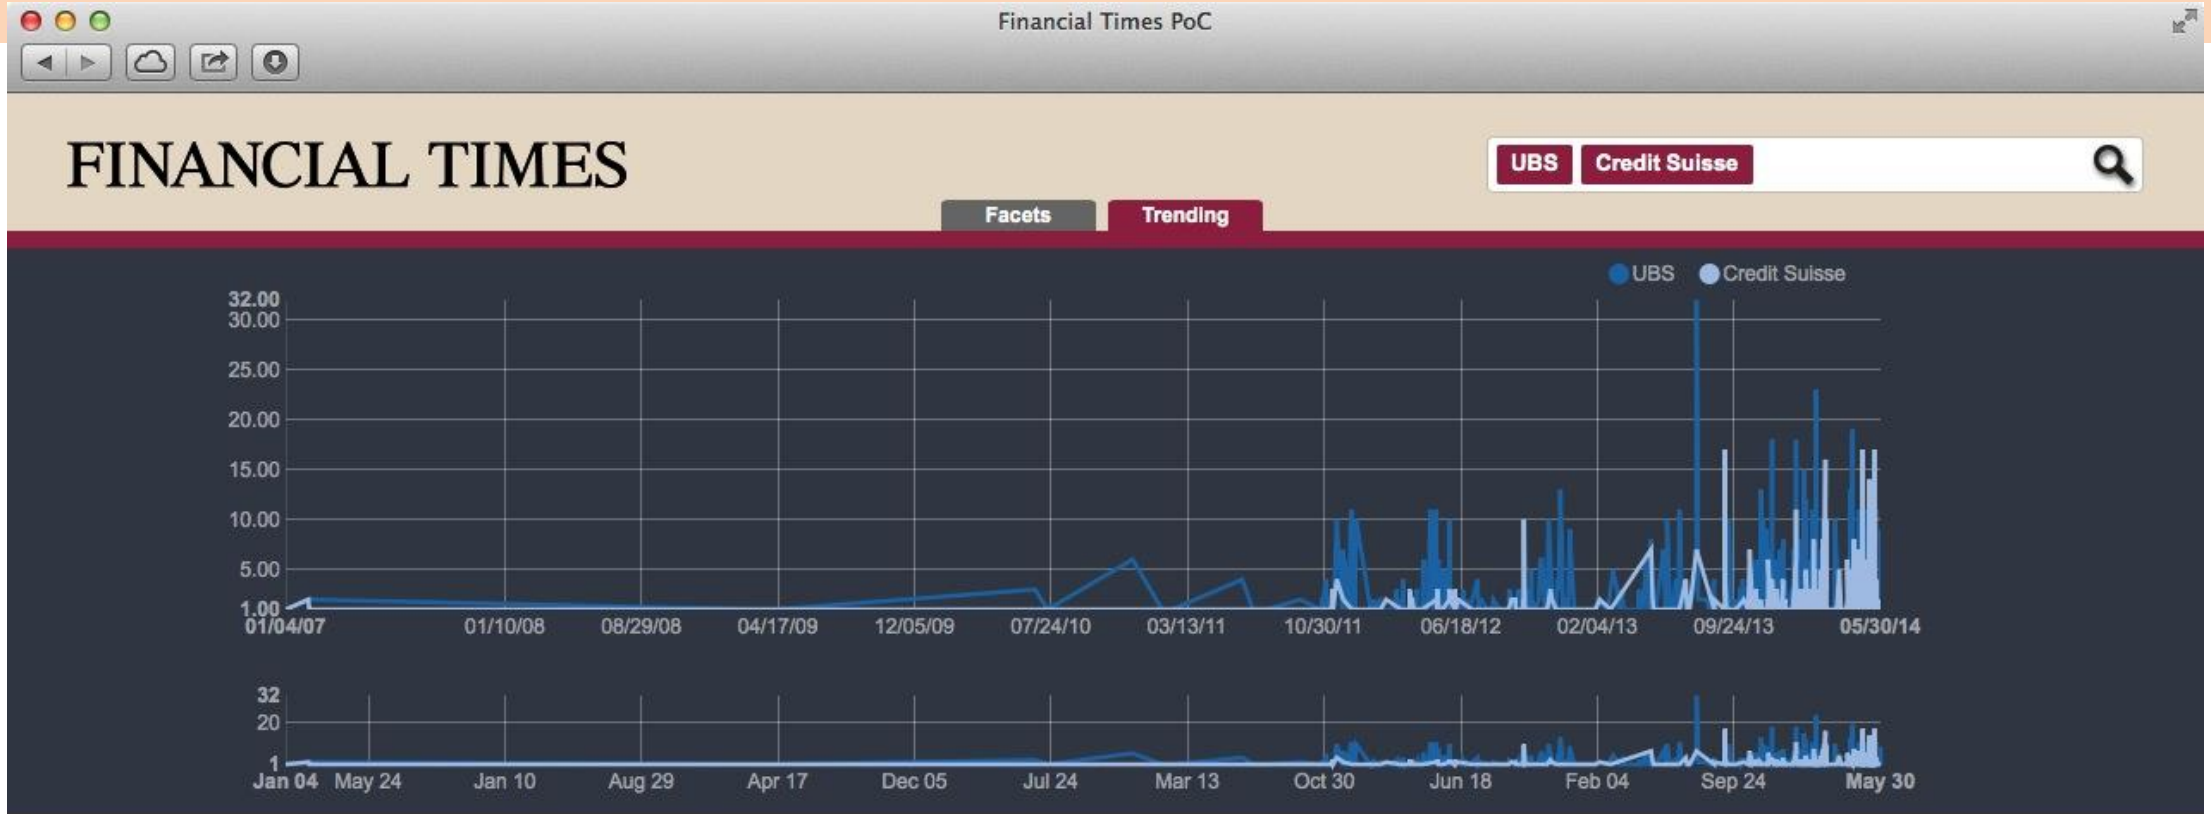 Financial Times PoC
FINANCIAL TIMES
UBS Credit Suisse
Facets Trending
UBS Credit Suisse
32.00
30.00
25.00
20.00
15.00
10.00
5.00
1.00
01/04/07 01/10/08 08/29/08 04/17/09 12/05/09 07/24/10 03/13/11 10/30/11 06/18/12 02/04/13 09/24/13 05/30/14
32
20
1
Jan 04 May 24 Jan 10 Aug 29 Apr 17 Dec 05 Jul 24 Mar 13 Oct 30 Jun 18 Feb 04 Sep 24 May 30